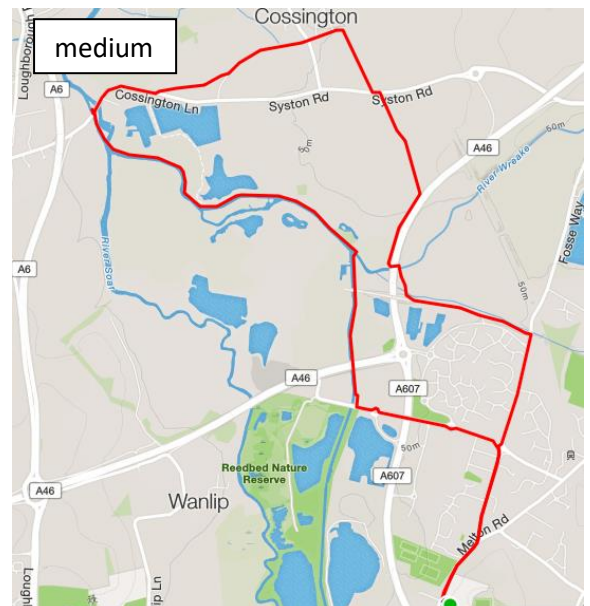 Cossington
medium
Loughborough
A6
Cossington Ln
Syston Rd
Syston Rd
50m
A46
50m
River Wreake
Fosse Way
River Soar
A6
50m
A46
A607
50m
Reedbed Nature
Reserve
A607
A46
Wanlip
Melton Rd